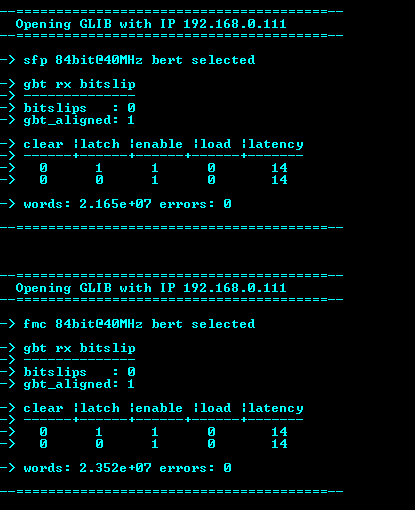 --=======================================--
  Opening GLIB with IP 192.168.0.111
--=======================================--
-> sfp 84bit@40MHz bert selected
-> gbt rx bitslip
-> --------------
-> bitslips   : 0
-> gbt_aligned: 1
-> clear ¦latch ¦enable ¦load ¦latency
-> ------+------+-------+-----+-------
->   0      1      1      0       14
->   0      0      1      0       14
-> words: 2.165e+07 errors: 0
--=======================================--
--=======================================--
  Opening GLIB with IP 192.168.0.111
--=======================================--
-> fmc 84bit@40MHz bert selected
-> gbt rx bitslip
-> --------------
-> bitslips   : 0
-> gbt_aligned: 1
-> clear ¦latch ¦enable ¦load ¦latency
-> ------+------+-------+-----+-------
->   0      1      1      0       14
->   0      0      1      0       14
-> words: 2.352e+07 errors: 0
--=======================================--